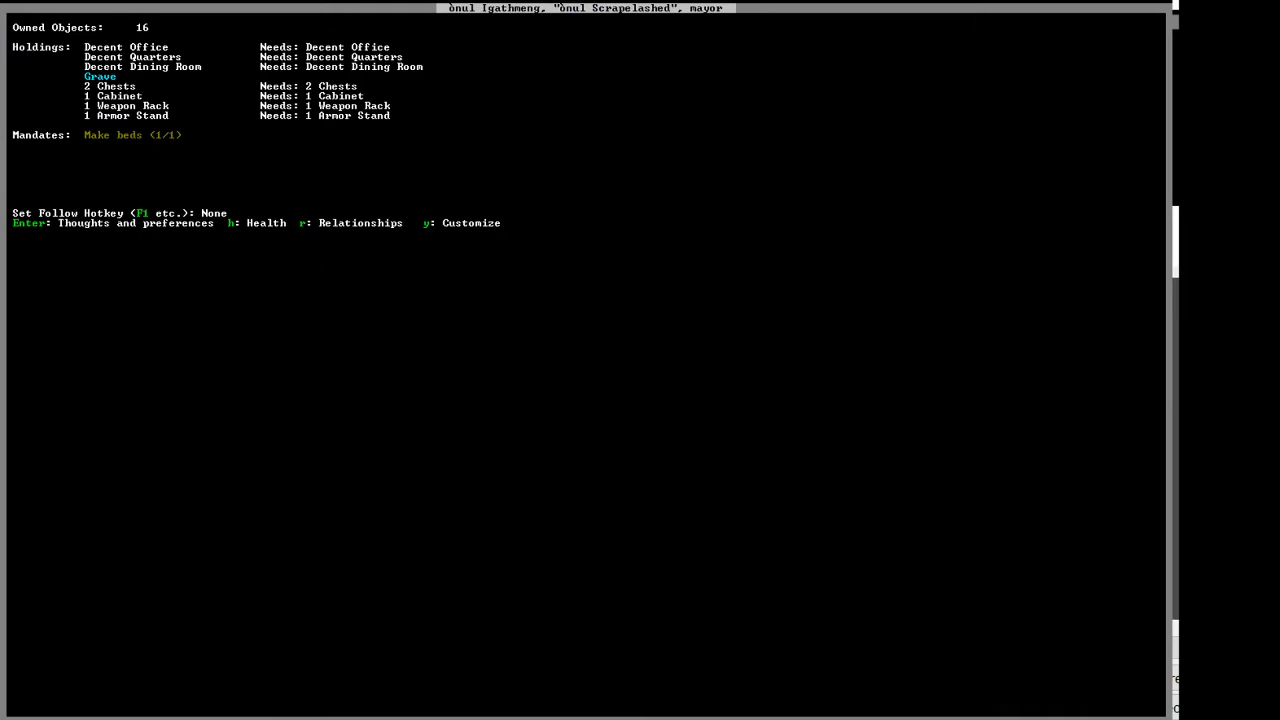 ònul Igathmeng, "ònul Scrapelashed", mayor
Owned Objects: 16
Holdings: Decent Office Needs: Decent Office
Decent Quarters Needs: Decent Quarters
Decent Dining Room Needs: Decent Dining Room
Grave
2 Chests Needs: 2 Chests
1 Cabinet Needs: 1 Cabinet
1 Weapon Rack Needs: 1 Weapon Rack
1 Armor Stand Needs: 1 Armor Stand
Mandates: Make beds (1/1)
Set Follow Hotkey (F1 etc.): None
Enter: Thoughts and preferences h: Health r: Relationships y: Customize